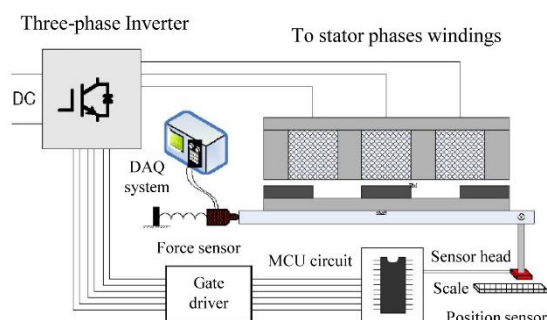 Three-phase Inverter
To stator phases windings
DC
DAQ
system
Force sensor
MCU circuit
Sensor head
Gate
driver
Scale
Position sensor